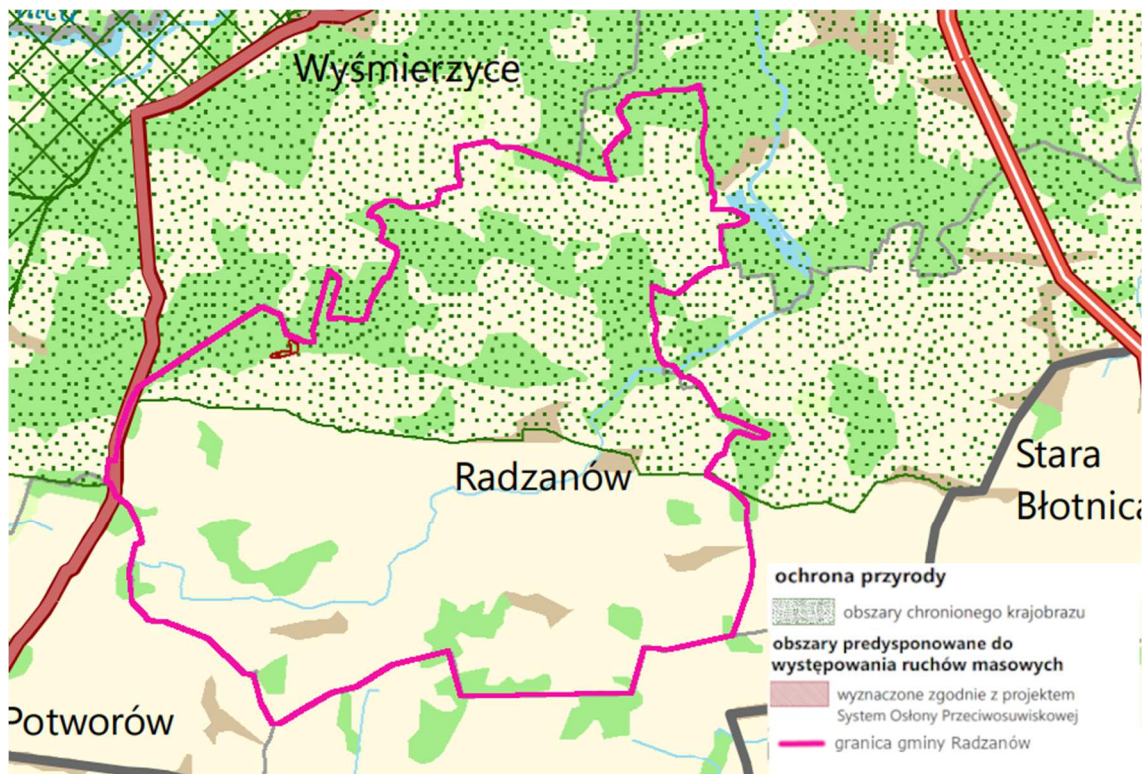 Wyśmierzyce
Radzanów
Stara
Błotnica
Potworów
ochrona przyrody
obszary chronionego krajobrazu
obszary predysponowane do
występowania ruchów masowych
wyznaczone zgodnie z projektem
System Osłony Przeciwosuwiskowej
granica gminy Radzanów